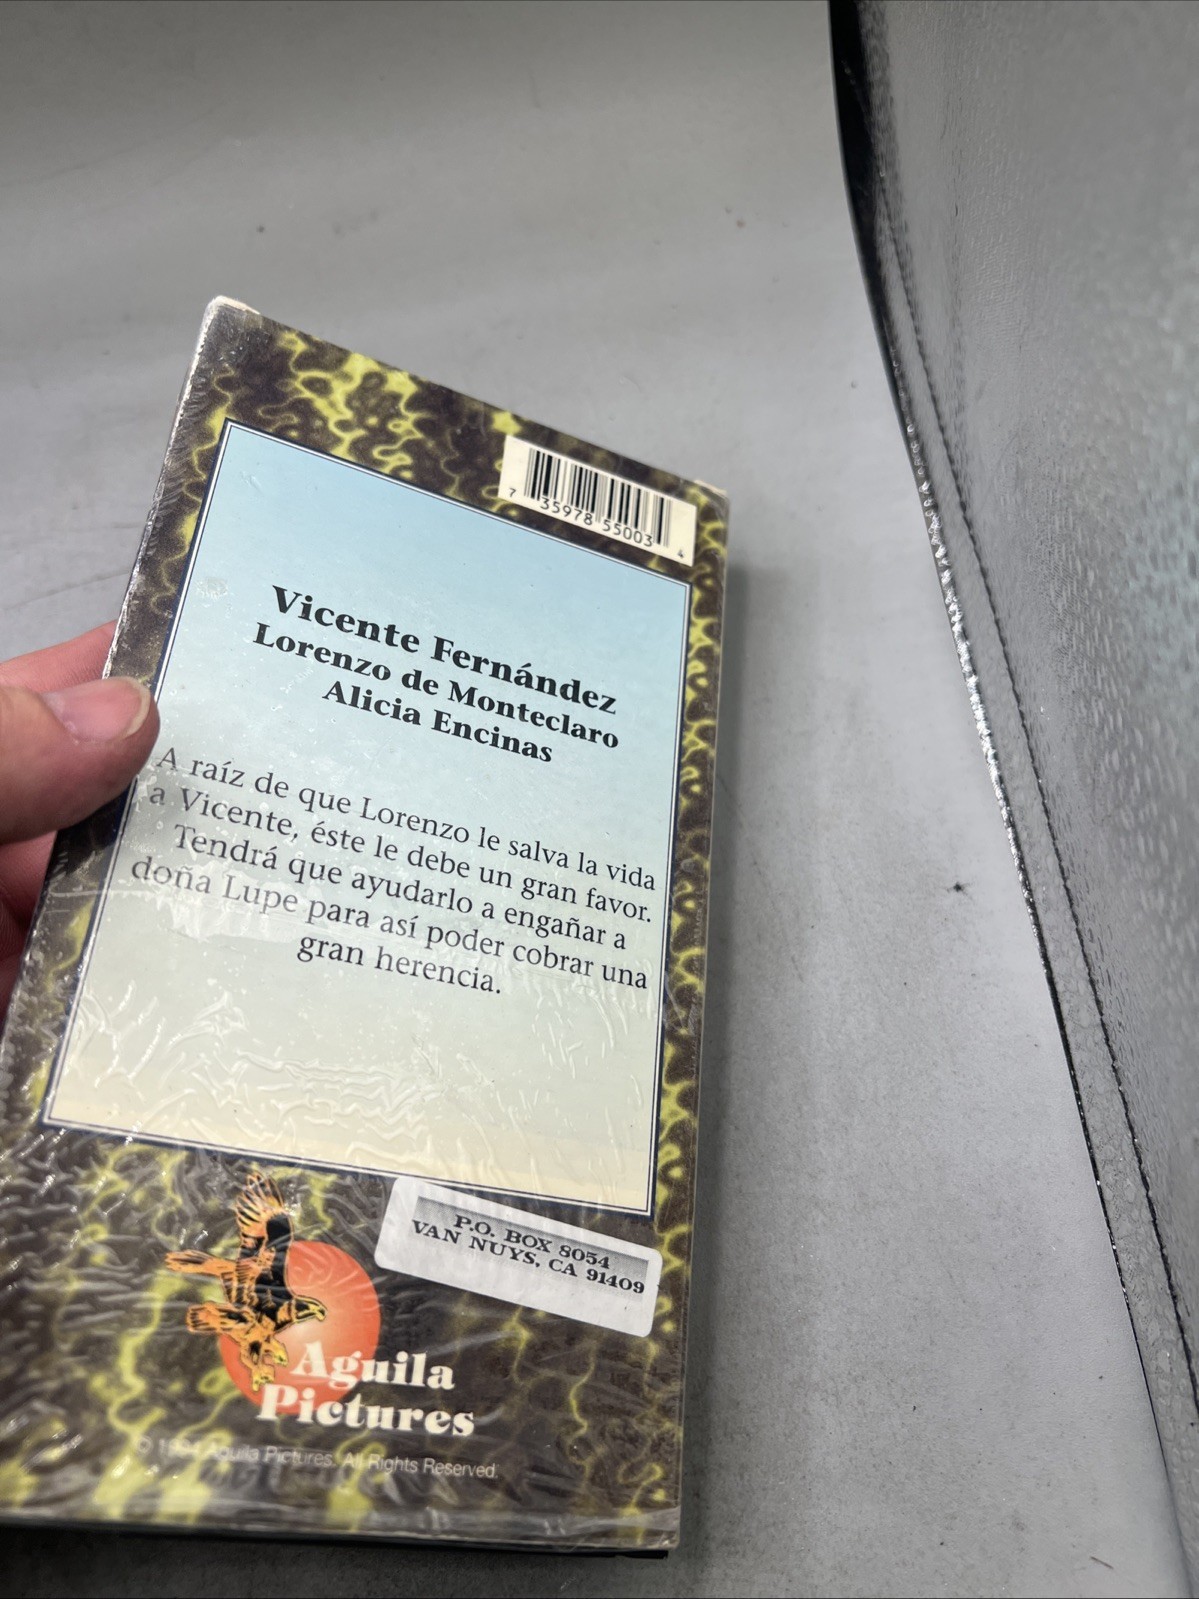 7 35978 55003 4
Vicente Fernández
Lorenzo de Monteclaro
Alicia Encinas
A raíz de que Lorenzo le salva la vida
a Vicente, éste le debe un gran favor.
Tendrá que ayudarlo a engañar a
doña Lupe para así poder cobrar una
gran herencia.
P.O. BOX 8054
VAN NUYS, CA 91409
Aguila
Pictures
© Aguila Pictures. All Rights Reserved.